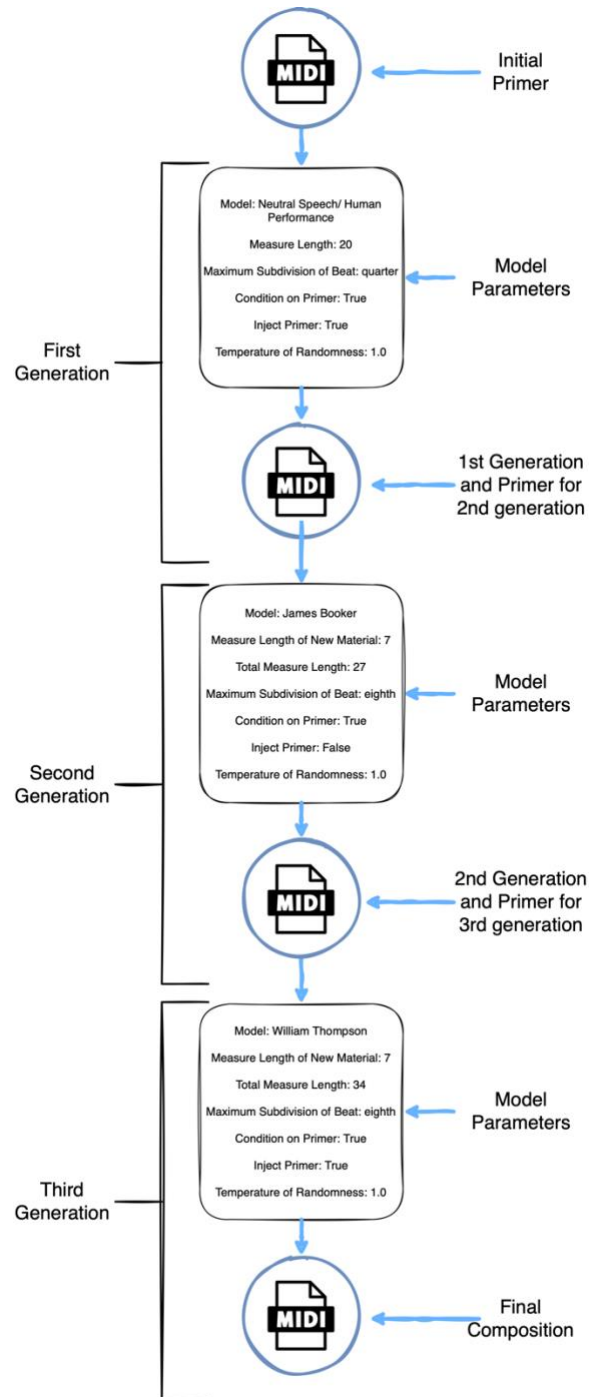 MIDI
Initial
Primer
Model: Neutral Speech/ Human
Performance
Measure Length: 20
Maximum Subdivision of Beat: quarter
Condition on Primer: True
Inject Primer: True
Temperature of Randomness: 1.0
Model
Parameters
First
Generation
MIDI
1st Generation
and Primer for
2nd generation
Model: James Booker
Measure Length of New Material: 7
Total Measure Length: 27
Maximum Subdivision of Beat: eighth
Condition on Primer: True
Inject Primer: False
Temperature of Randomness: 1.0
Model
Parameters
Second
Generation
MIDI
2nd Generation
and Primer for
3rd generation
Model: William Thompson
Measure Length of New Material: 7
Total Measure Length: 34
Maximum Subdivision of Beat: eighth
Condition on Primer: True
Inject Primer: True
Temperature of Randomness: 1.0
Model
Parameters
Third
Generation
MIDI
Final
Composition